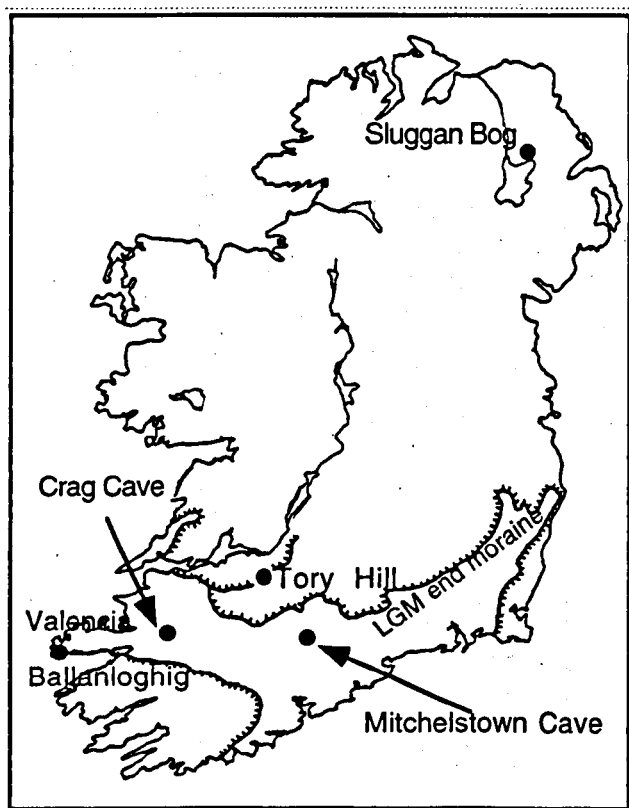 Sluggan Bog
Crag Cave
Tory Hill
LGM end moraine
Valencia
Ballanloghig
Mitchelstown Cave